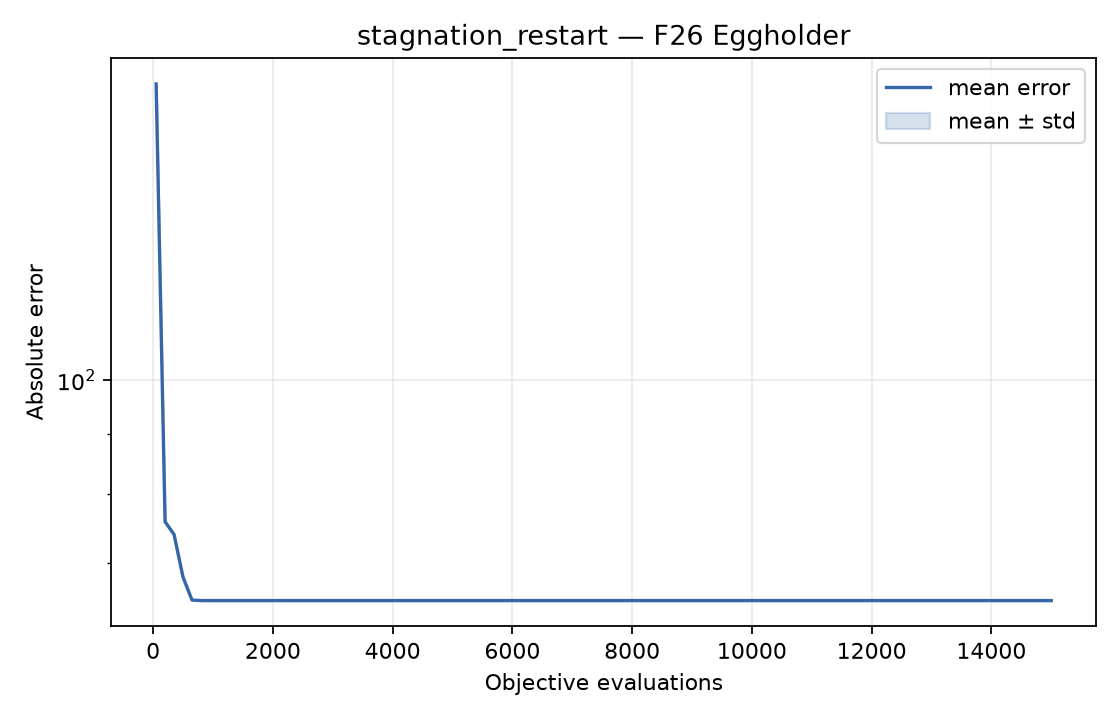 stagnation_restart — F26 Eggholder
mean error
mean ± std
Absolute error
10²
0 2000 4000 6000 8000 10000 12000 14000
Objective evaluations